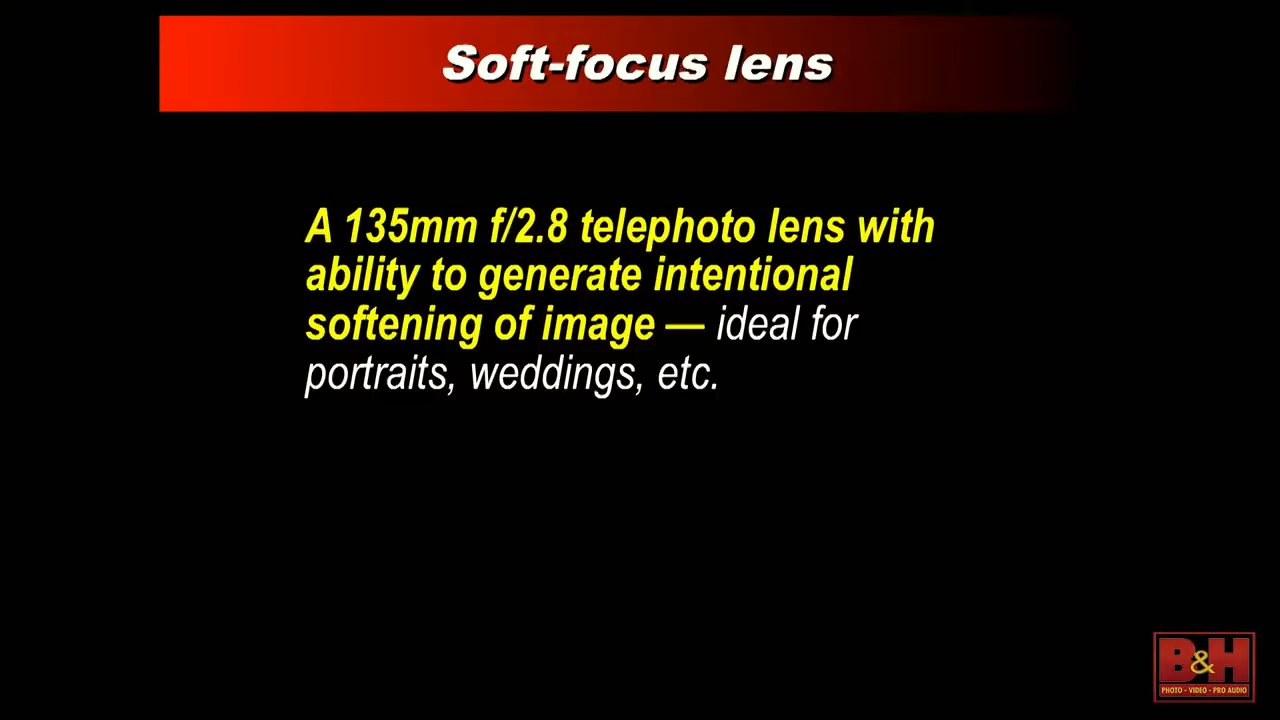 Soft-focus lens
A 135mm f/2.8 telephoto lens with
ability to generate intentional
softening of image — ideal for
portraits, weddings, etc.
B&H
PHOTO - VIDEO - PRO AUDIO